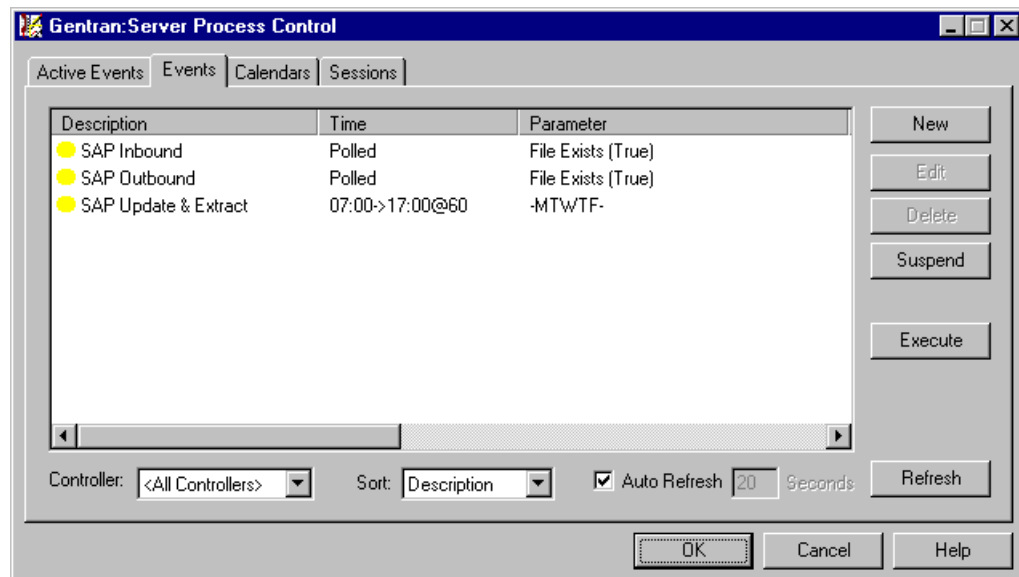 Gentran:Server Process Control
Active Events Events Calendars Sessions
Description Time Parameter New
SAP Inbound Polled File Exists (True)
SAP Outbound Polled File Exists (True) Edit
SAP Update & Extract 07:00->17:00@60 -MTWTF- Delete
Suspend
Execute
Controller: <All Controllers> Sort: Description Auto Refresh 20 Seconds Refresh
OK Cancel Help